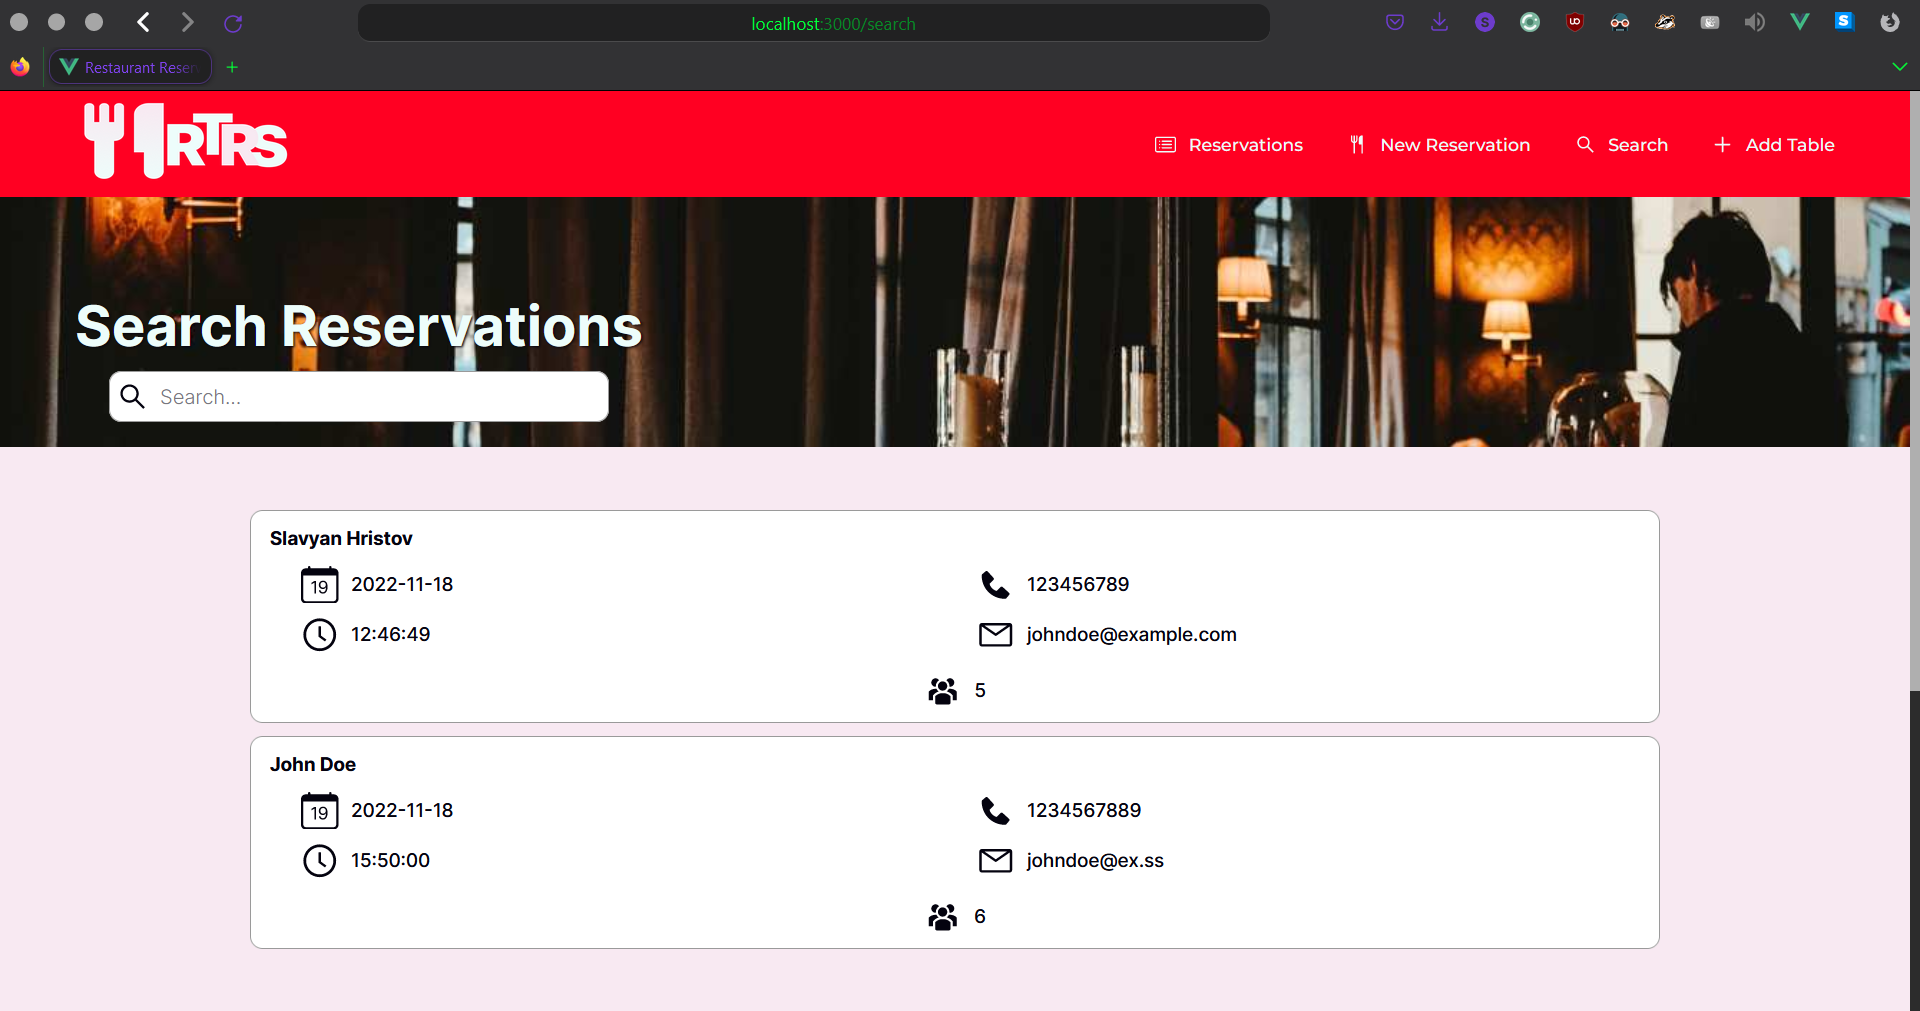 localhost:3000/search
Restaurant Reser
RTRS
Reservations
New Reservation
Search
Add Table
Search Reservations
Search...
Slavyan Hristov
19 2022-11-18
123456789
12:46:49
johndoe@example.com
5
John Doe
19 2022-11-18
1234567889
15:50:00
johndoe@ex.ss
6